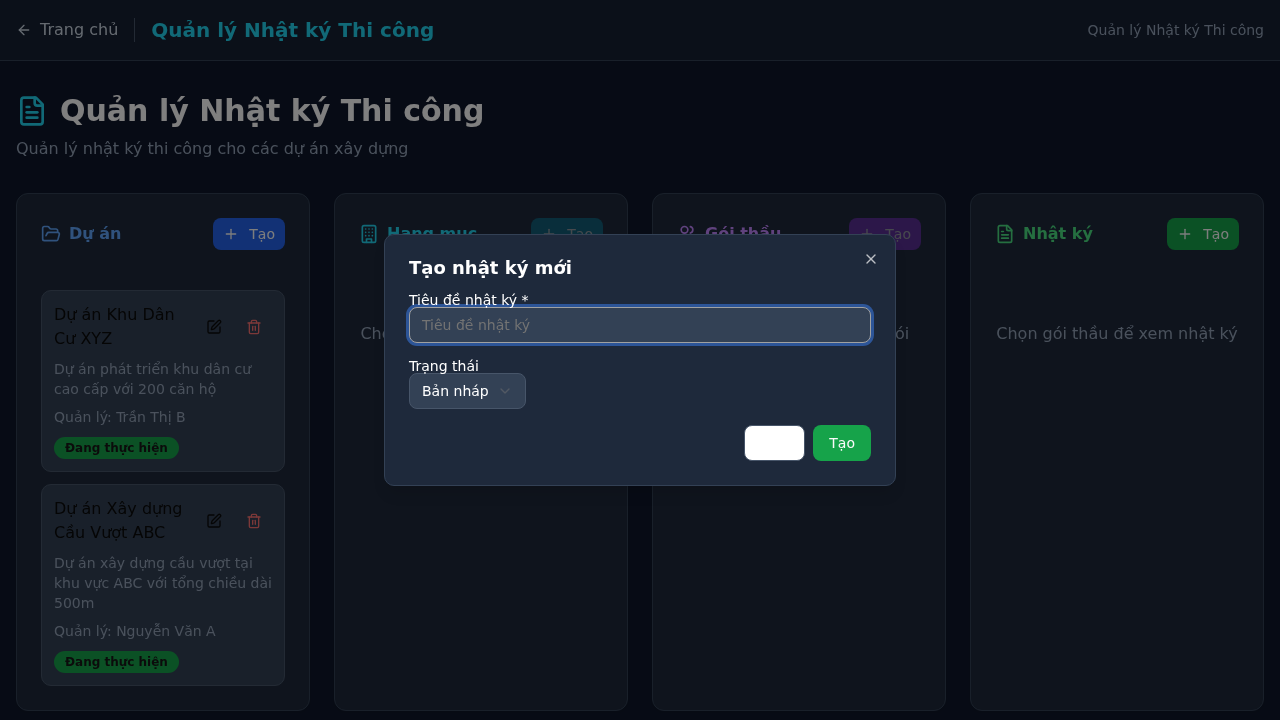 Trang chủ
Quản lý Nhật ký Thi công
Quản lý Nhật ký Thi công
Quản lý Nhật ký Thi công
Quản lý nhật ký thi công cho các dự án xây dựng
Dự án
Tạo
Hạng mục
Tạo
Gói thầu
Tạo
Nhật ký
Tạo
Dự án Khu Dân
Cư XYZ
Dự án phát triển khu dân cư
cao cấp với 200 căn hộ
Quản lý: Trần Thị B
Đang thực hiện
Dự án Xây dựng
Cầu Vượt ABC
Dự án xây dựng cầu vượt tại
khu vực ABC với tổng chiều dài
500m
Quản lý: Nguyễn Văn A
Đang thực hiện
Chọn gói thầu để xem nhật ký
Tạo nhật ký mới
Tiêu đề nhật ký *
Tiêu đề nhật ký
Trạng thái
Bản nháp
Tạo